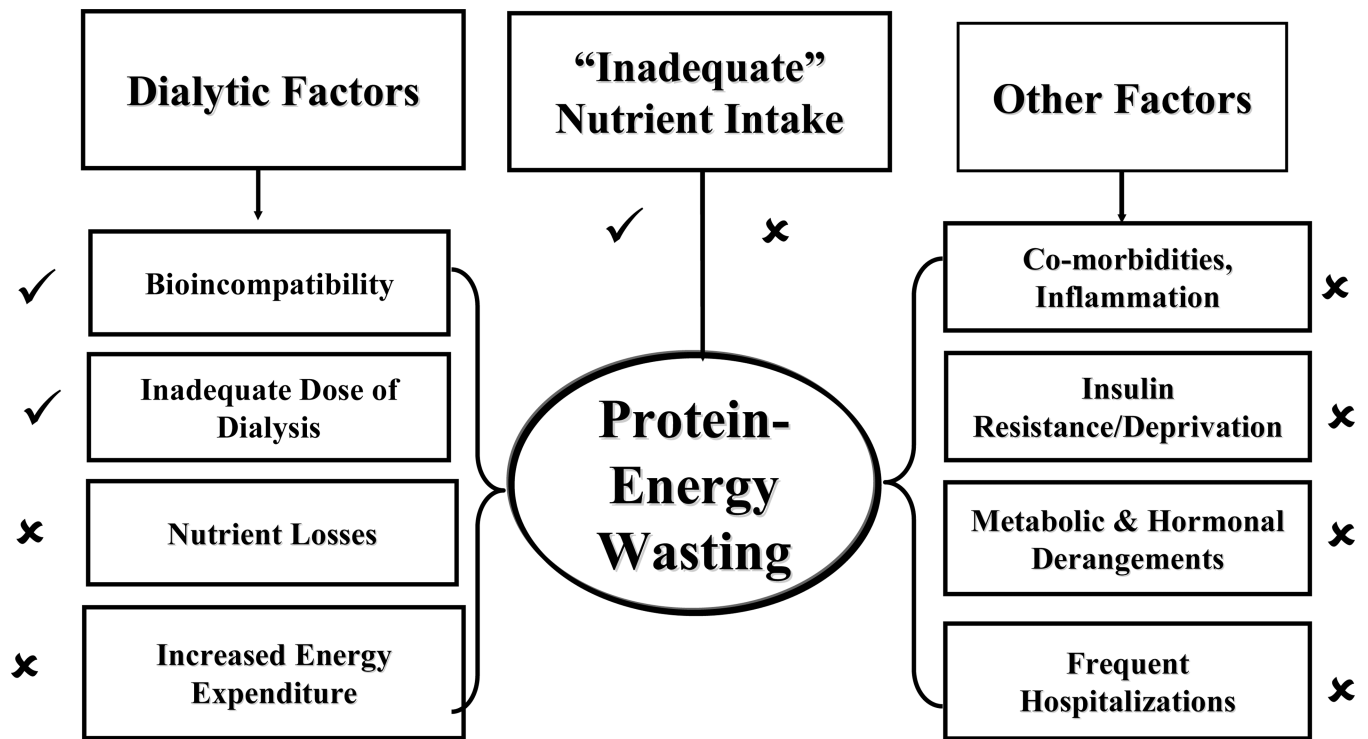 Dialytic Factors
“Inadequate”
Nutrient Intake
Other Factors
✓
✘
Bioincompatibility
✓
Co-morbidities,
Inflammation
✘
Inadequate Dose of
Dialysis
✓
Insulin
Resistance/Deprivation
✘
Protein-
Energy
Wasting
Nutrient Losses
✘
Metabolic & Hormonal
Derangements
✘
Increased Energy
Expenditure
✘
Frequent
Hospitalizations
✘